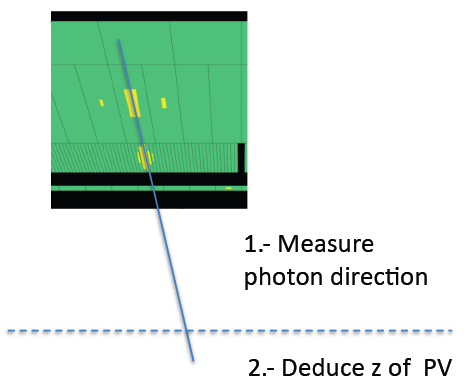 1.- Measure
photon direction
2.- Deduce z of PV